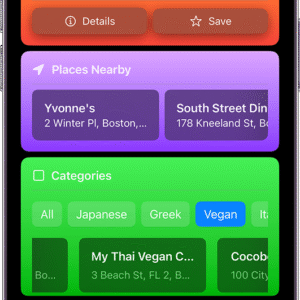 Details
Save
Places Nearby
Yvonne's
South Street Din
2 Winter Pl, Boston,...
178 Kneeland St, Bo
Categories
All
Japanese
Greek
Vegan
Ita
My Thai Vegan C...
Cocobe
Bo...
3 Beach St, FL 2, B...
100 City